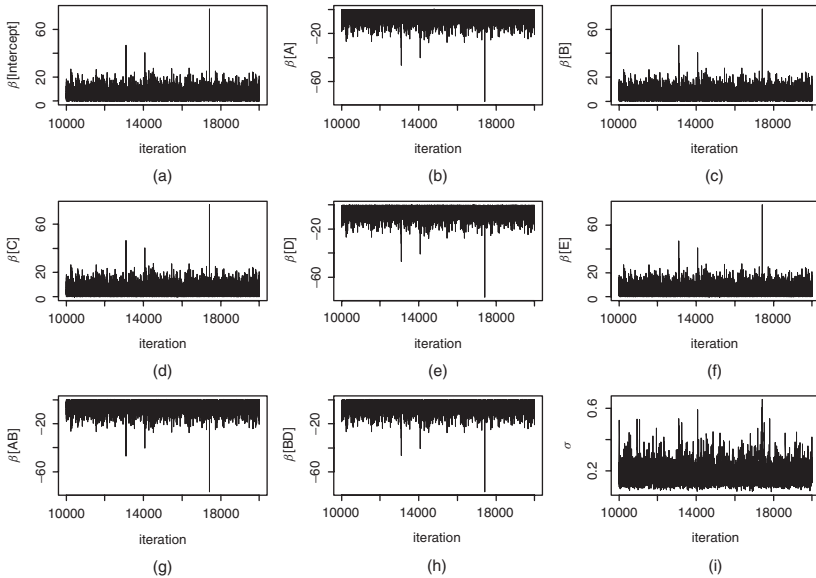 β[Intercept]
0 20 60
10000 14000 18000
iteration
(a)
β[A]
−60 −20
10000 14000 18000
iteration
(b)
β[B]
0 20 60
10000 14000 18000
iteration
(c)
β[C]
0 20 60
10000 14000 18000
iteration
(d)
β[D]
−60 −20
10000 14000 18000
iteration
(e)
β[E]
0 20 60
10000 14000 18000
iteration
(f)
β[AB]
−60 −20
10000 14000 18000
iteration
(g)
β[BD]
−60 −20
10000 14000 18000
iteration
(h)
σ
0.2 0.6
10000 14000 18000
iteration
(i)